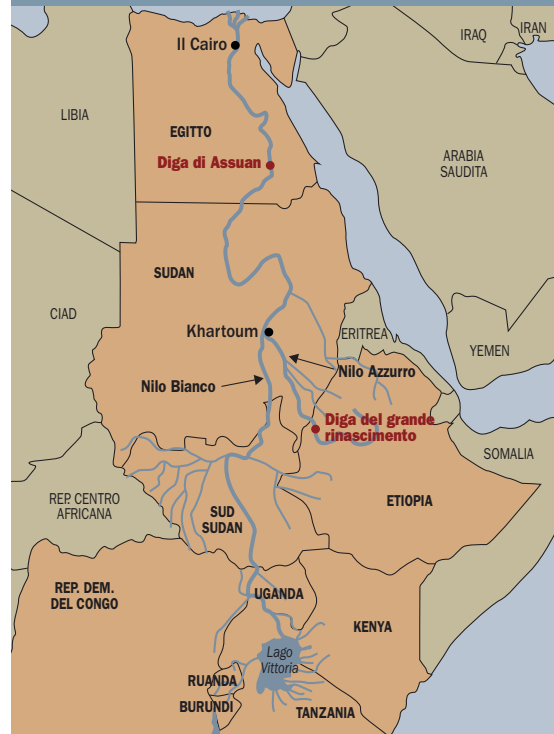 IRAQ
IRAN
Il Cairo
LIBIA
EGITTO
Diga di Assuan
ARABIA
SAUDITA
SUDAN
CIAD
Khartoum
ERITREA
YEMEN
Nilo Bianco
Nilo Azzurro
Diga del grande
rinascimento
SOMALIA
REP. CENTRO
AFRICANA
SUD
SUDAN
ETIOPIA
REP. DEM.
DEL CONGO
UGANDA
KENYA
Lago
Vittoria
RUANDA
BURUNDI
TANZANIA